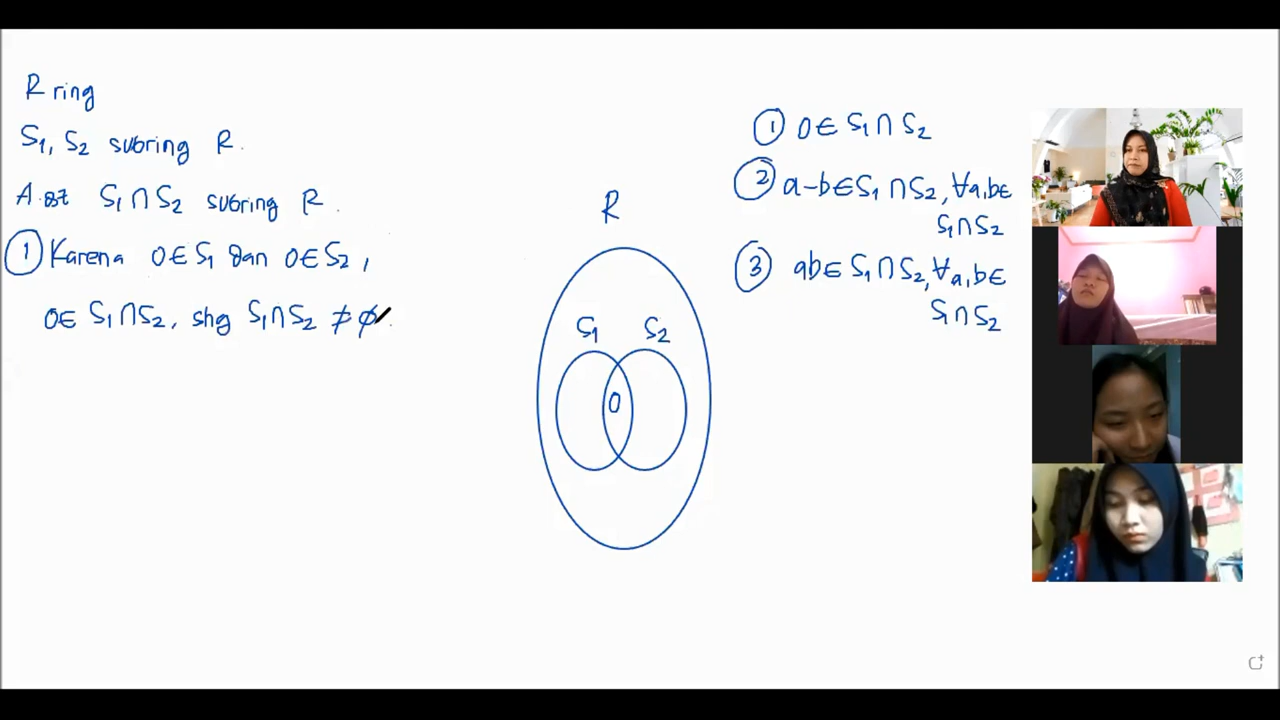 R ring
S₁, S₂ subring R.
A.dt S₁ ∩ S₂ subring R.
① Karena 0 ∈ S₁ dan 0 ∈ S₂,
0 ∈ S₁ ∩ S₂, shg S₁ ∩ S₂ ≠ ϕ.
R
S₁ S₂
0
① 0 ∈ S₁ ∩ S₂
② a-b ∈ S₁ ∩ S₂, ∀a,b ∈
S₁ ∩ S₂
③ ab ∈ S₁ ∩ S₂, ∀a,b ∈
S₁ ∩ S₂